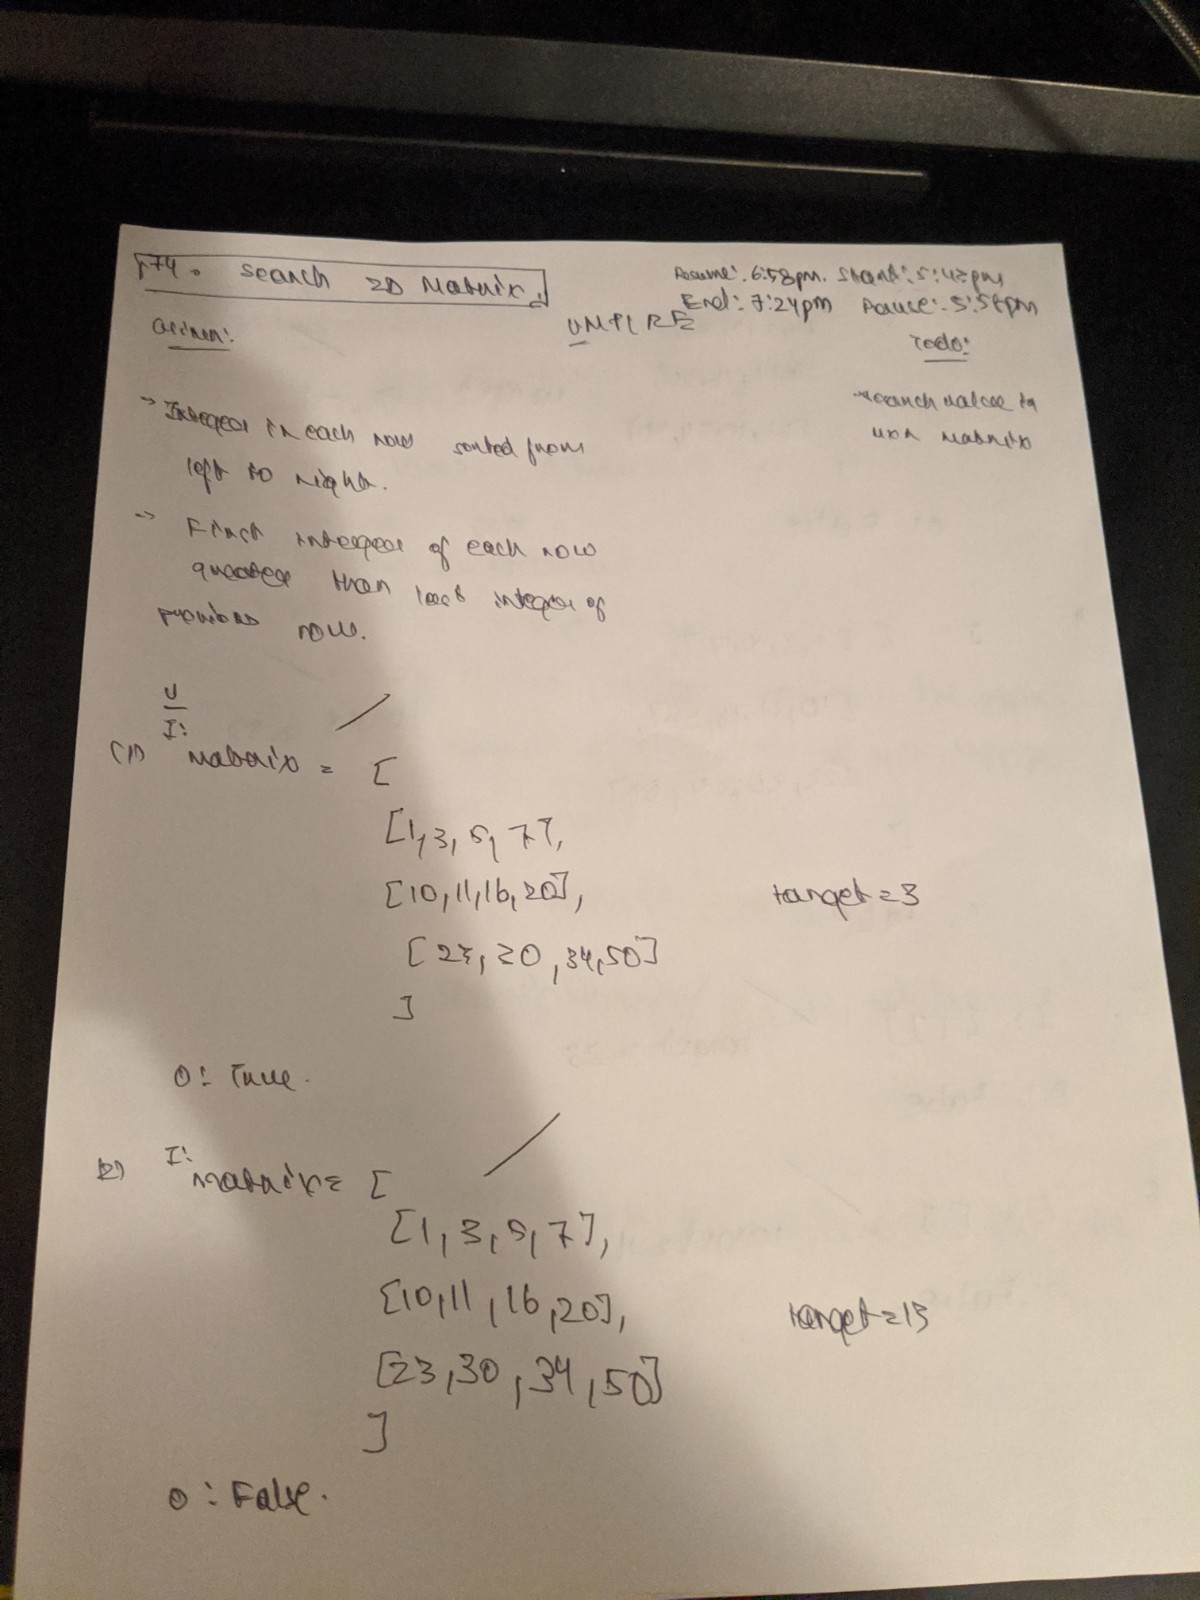 74. Search 2D Matrix.
Resume: 6:58pm. Start: 5:43pm
End: 7:24pm Pause: 5:58pm
UMPIRE
Given:
Todo:
→ Integer in each row sorted from
left to right.
→ search value in
mxn matrix
→ First integer of each row
greater than last integer of
previous row.
U
I:
(1) matrix = [
[1,3,5,7],
[10,11,16,20],
target=3
[23,30,34,50]
]
O: True.
(2) I:
matrix= [
[1,3,5,7],
[10,11,16,20],
target=13
[23,30,34,50]
]
O: False.